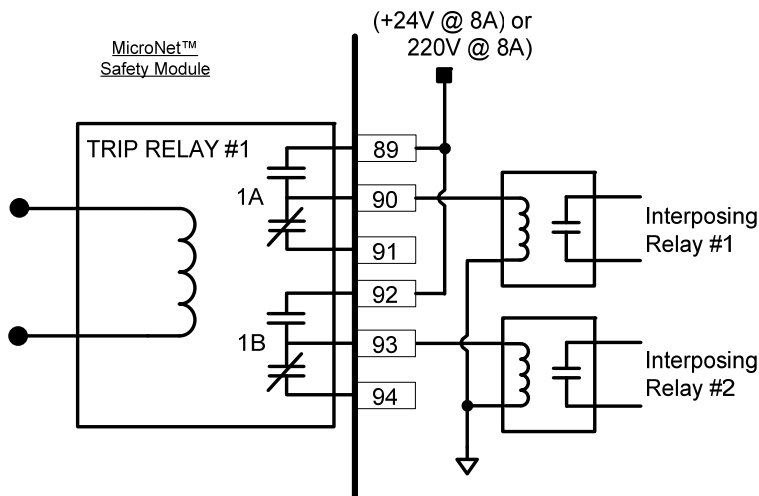 (+24V @ 8A) or
220V @ 8A)
MicroNet™
Safety Module
TRIP RELAY #1
1A
1B
89
90
91
92
93
94
Interposing
Relay #1
Interposing
Relay #2